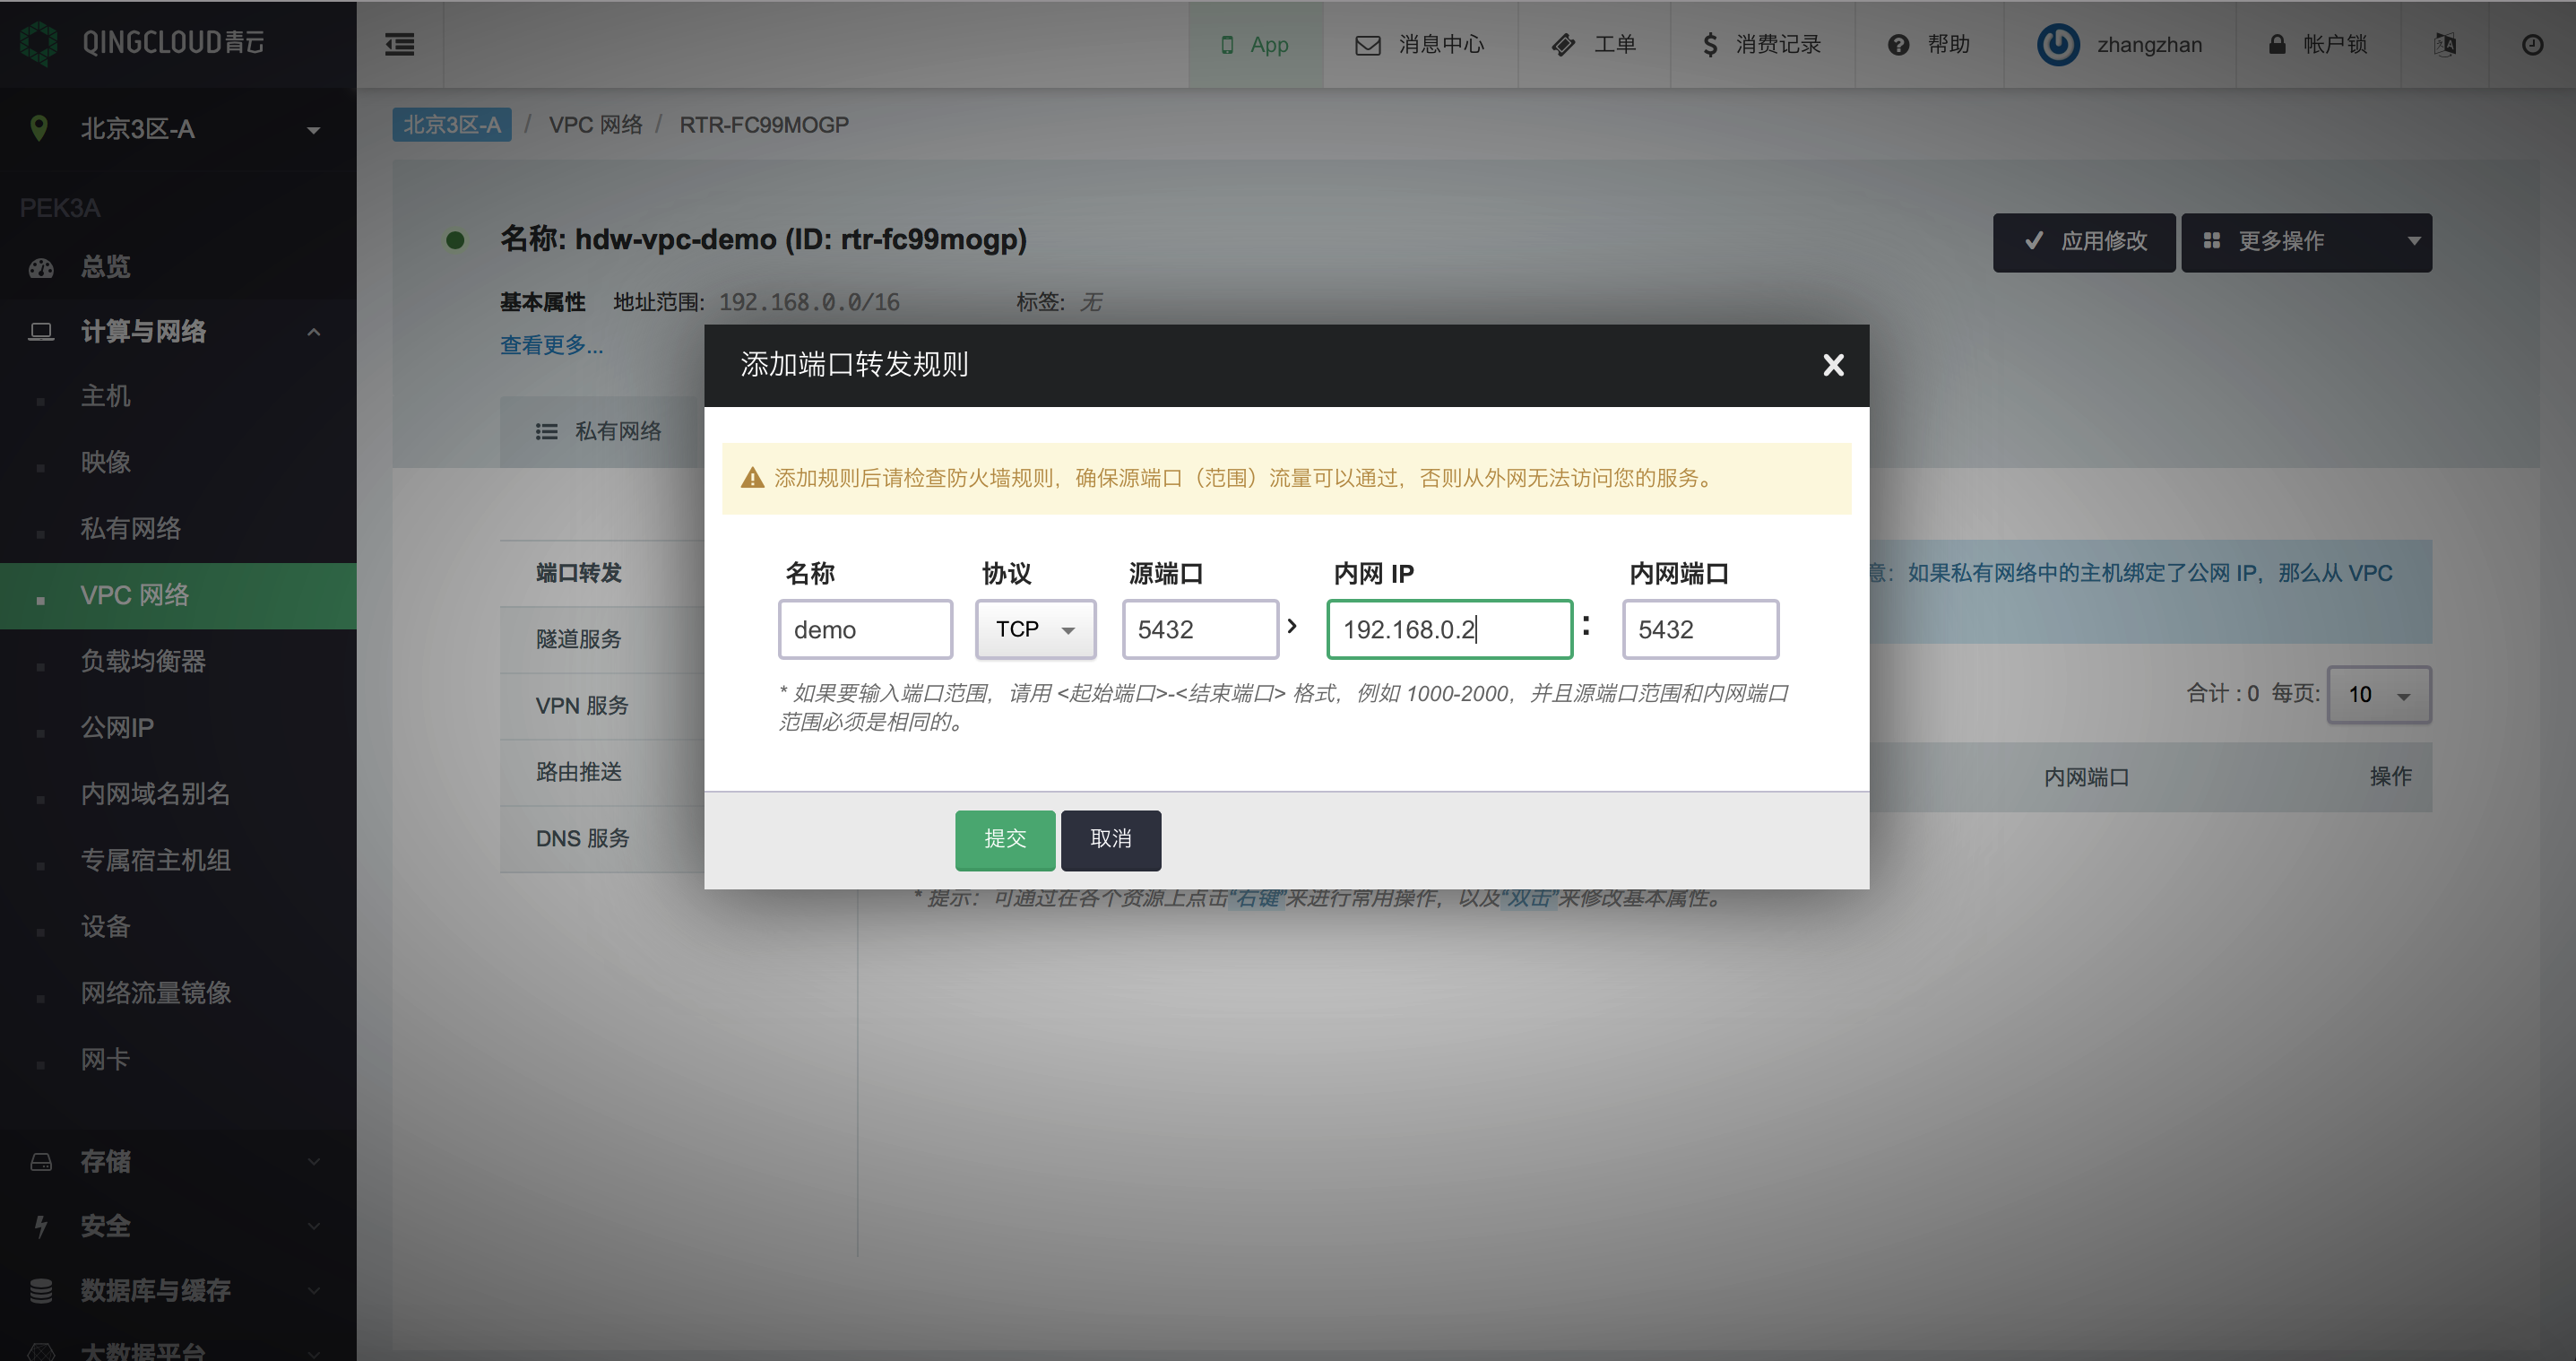 QINGCLOUD青云
App
消息中心
工单
消费记录
帮助
zhangzhan
帐户锁
北京3区-A
北京3区-A / VPC 网络 / RTR-FC99MOGP
PEK3A
总览
计算与网络
主机
映像
私有网络
VPC 网络
负载均衡器
公网IP
内网域名别名
专属宿主机组
设备
网络流量镜像
网卡
存储
安全
数据库与缓存
大数据平台
名称: hdw-vpc-demo (ID: rtr-fc99mogp)
应用修改
更多操作
基本属性 地址范围: 192.168.0.0/16 标签: 无
查看更多...
私有网络
端口转发
隧道服务
VPN 服务
路由推送
DNS 服务
添加端口转发规则
添加规则后请检查防火墙规则，确保源端口（范围）流量可以通过，否则从外网无法访问您的服务。
名称 协议 源端口 内网 IP 内网端口
demo TCP 5432 > 192.168.0.2 : 5432
* 如果要输入端口范围，请用 <起始端口>-<结束端口> 格式，例如 1000-2000，并且源端口范围和内网端口
范围必须是相同的。
提交 取消
意：如果私有网络中的主机绑定了公网 IP，那么从 VPC
合计 : 0 每页: 10
内网端口 操作
* 提示：可通过在各个资源上点击“右键”来进行常用操作，以及“双击”来修改基本属性。